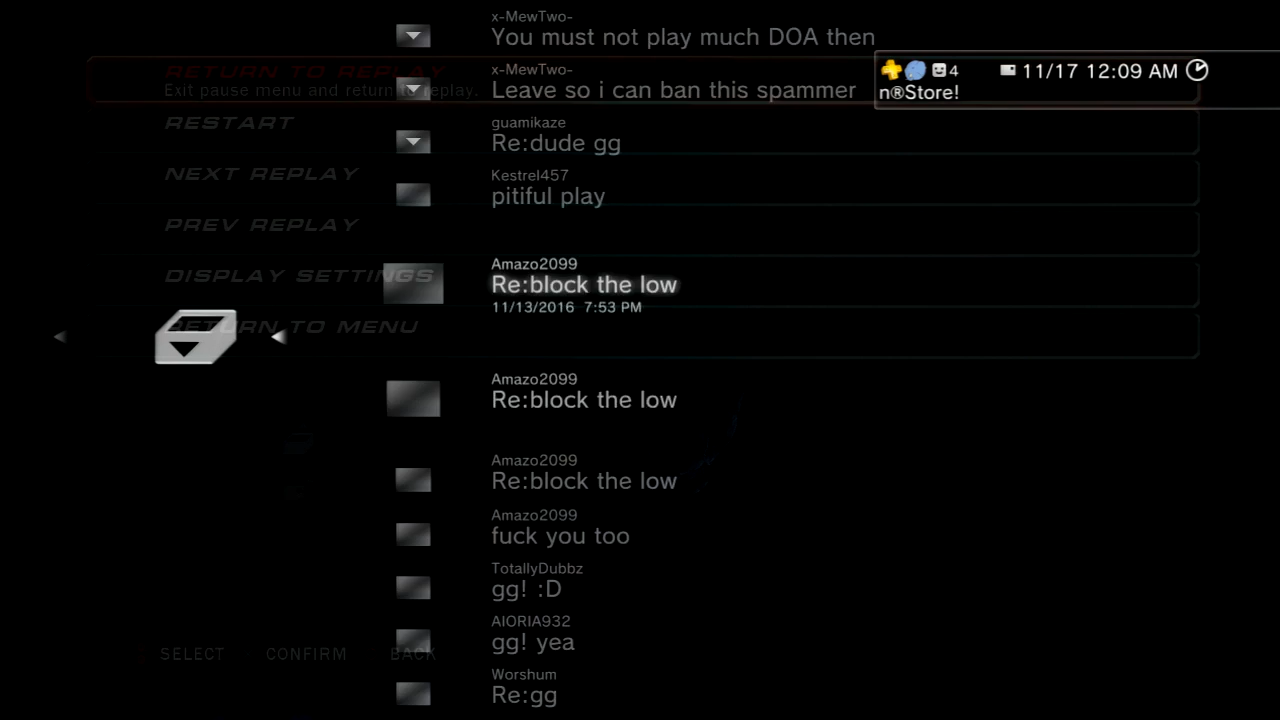 x-MewTwo-
You must not play much DOA then
x-MewTwo-
Leave so i can ban this spammer
4 11/17 12:09 AM
n®Store!
RETURN TO REPLAY
Exit pause menu and return to replay.
guamikaze
Re:dude gg
RESTART
Kestrel457
pitiful play
NEXT REPLAY
PREV REPLAY
Amazo2099
Re:block the low
11/13/2016 7:53 PM
DISPLAY SETTINGS
RETURN TO MENU
Amazo2099
Re:block the low
Amazo2099
Re:block the low
Amazo2099
fuck you too
TotallyDubbz
gg! :D
AIORIA932
gg! yea
SELECT CONFIRM BACK
Worshum
Re:gg